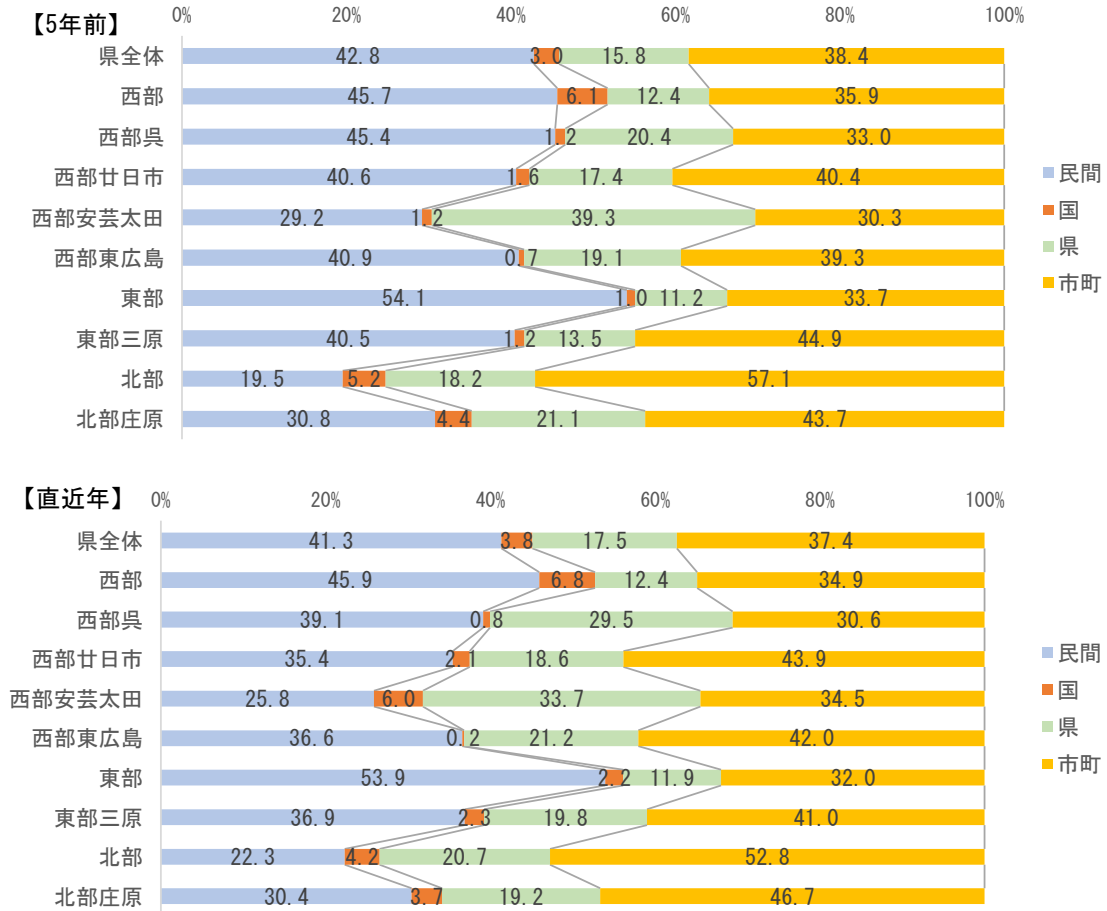 【5年前】
0% 20% 40% 60% 80% 100%
県全体 42.8 3.0 15.8 38.4
西部 45.7 6.1 12.4 35.9
西部呉 45.4 1.2 20.4 33.0
西部廿日市 40.6 1.6 17.4 40.4
西部安芸太田 29.2 1.2 39.3 30.3
西部東広島 40.9 0.7 19.1 39.3
東部 54.1 1.0 11.2 33.7
東部三原 40.5 1.2 13.5 44.9
北部 19.5 5.2 18.2 57.1
北部庄原 30.8 4.4 21.1 43.7
民間
国
県
市町
【直近年】
0% 20% 40% 60% 80% 100%
県全体 41.3 3.8 17.5 37.4
西部 45.9 6.8 12.4 34.9
西部呉 39.1 0.8 29.5 30.6
西部廿日市 35.4 2.1 18.6 43.9
西部安芸太田 25.8 6.0 33.7 34.5
西部東広島 36.6 0.2 21.2 42.0
東部 53.9 2.2 11.9 32.0
東部三原 36.9 2.3 19.8 41.0
北部 22.3 4.2 20.7 52.8
北部庄原 30.4 3.7 19.2 46.7
民間
国
県
市町